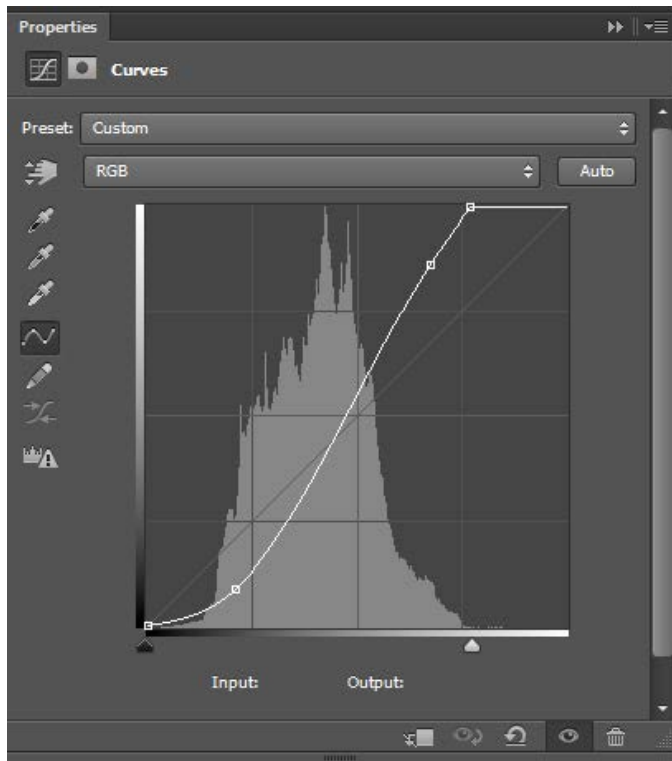 Properties
Curves
Preset: Custom
RGB Auto
Input: Output: